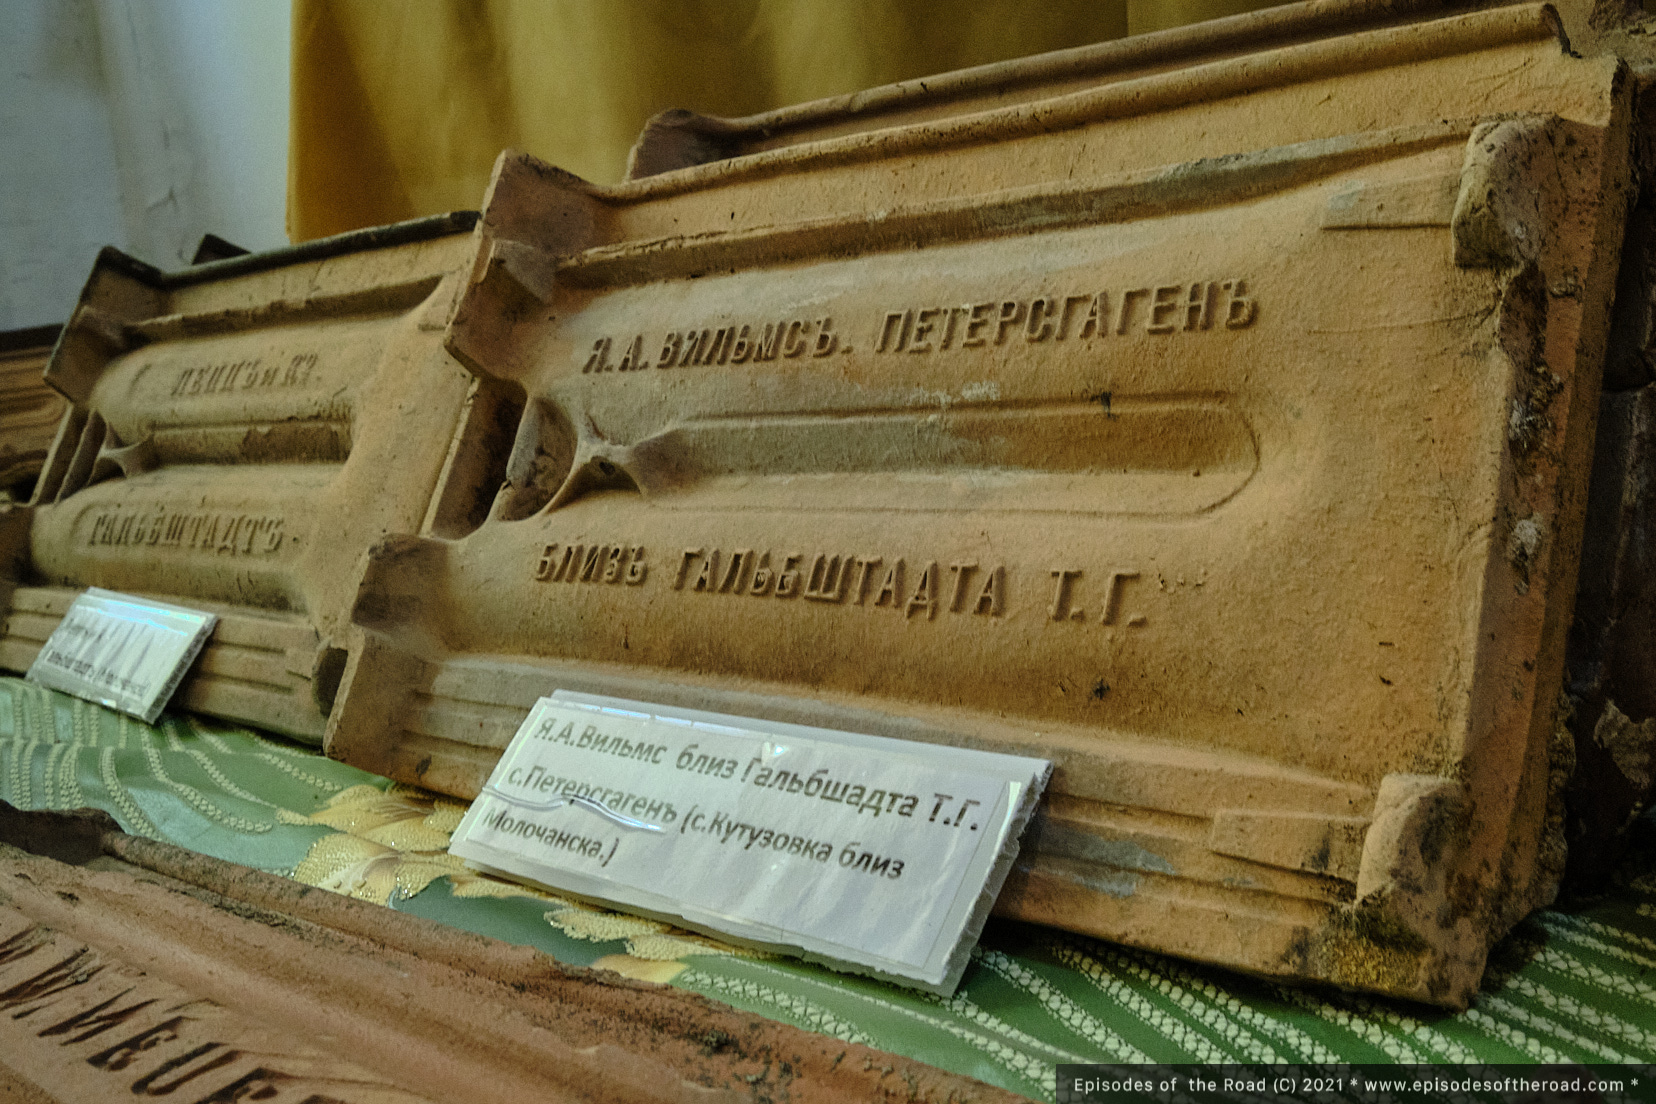 Я. А. ВИЛЬМСЪ. ПЕТЕРСГАГЕНЪ
БЛИЗЪ ГАЛЬБШТАДТА Т. Г.
ГАЛЬБШТАДТЪ
Я.А.Вильмс близ Гальбшадта Т.Г.
с.Петерсгагенъ (с.Кутузовка близ
Молочанска.)
Episodes of the Road (C) 2021 * www.episodesoftheroad.com *